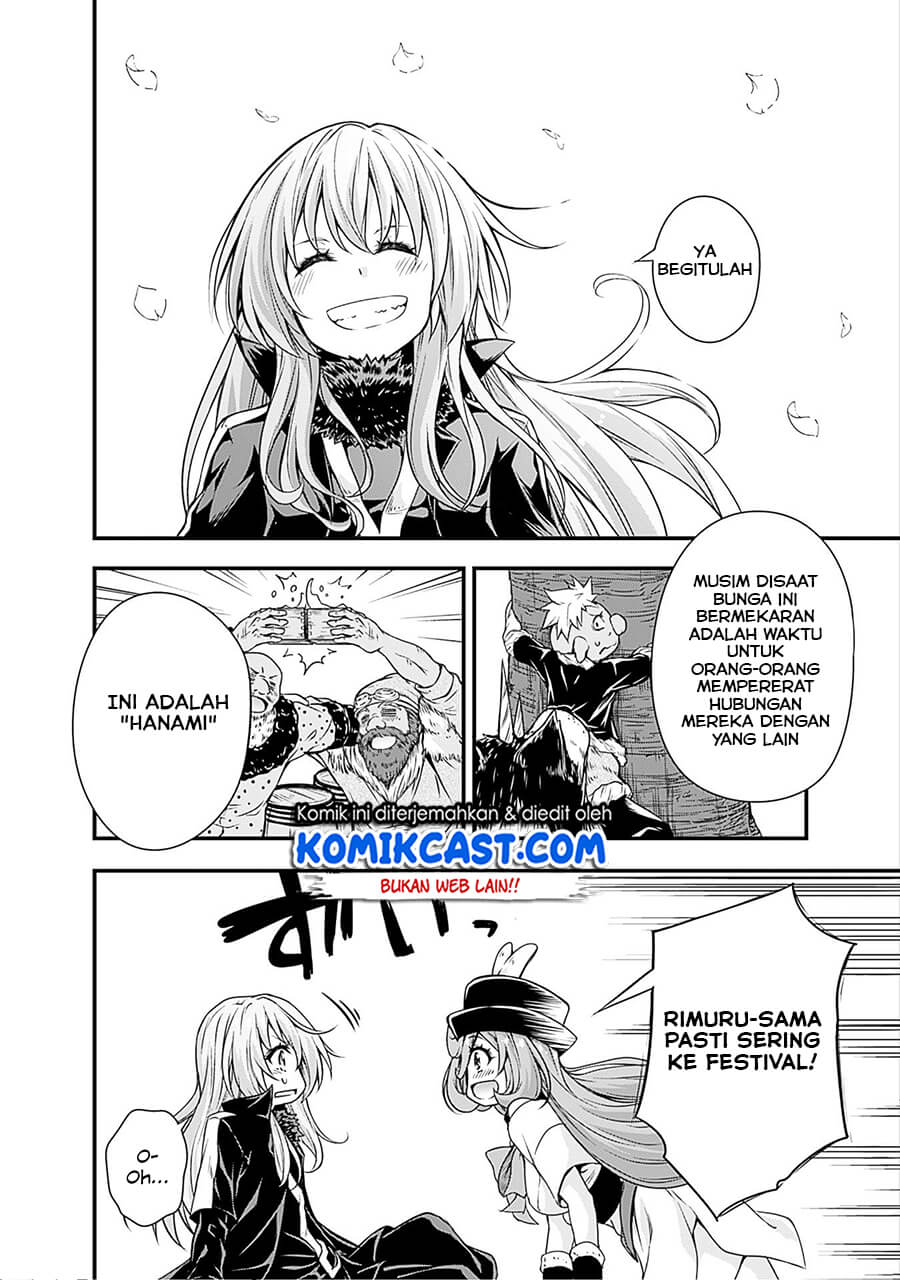 YA
BEGITULAH
MUSIM DISAAT
BUNGA INI
BERMEKARAN
ADALAH WAKTU
UNTUK
ORANG-ORANG
MEMPERERAT
HUBUNGAN
MEREKA DENGAN
YANG LAIN
INI ADALAH
"HANAMI"
Komik ini diterjemahkan & diedit oleh
KOMIKCAST.COM
BUKAN WEB LAIN!!
RIMURU-SAMA
PASTI SERING
KE FESTIVAL!
O-
Oh...